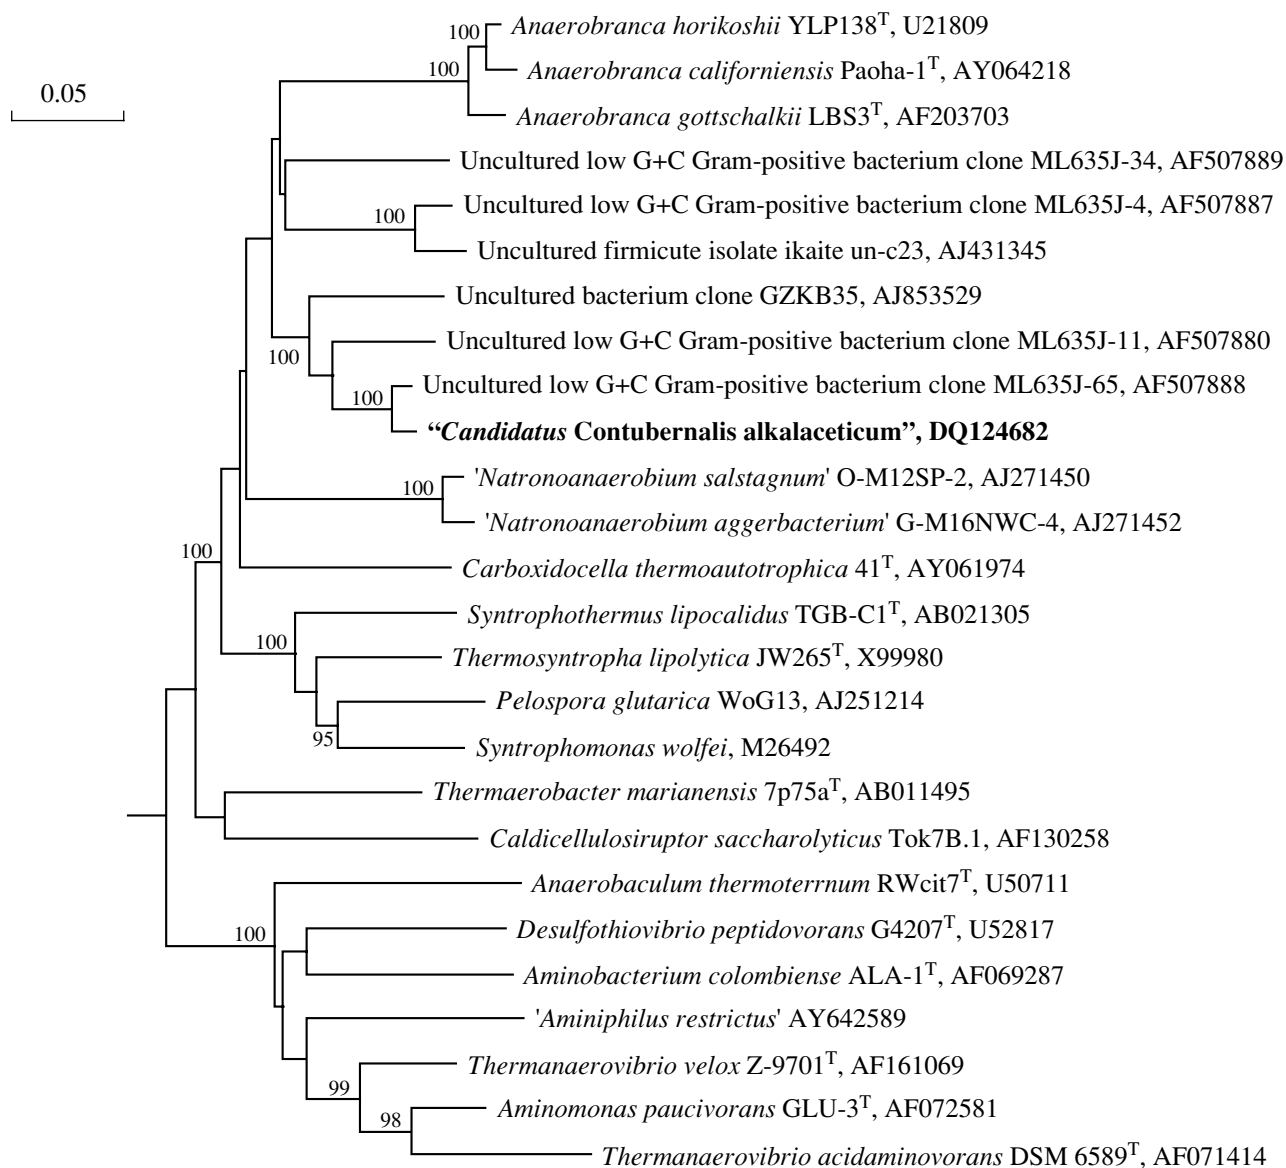 100
Anaerobranca horikoshii YLP138T, U21809
100
Anaerobranca californiensis Paoha-1T, AY064218
0.05
Anaerobranca gottschalkii LBS3T, AF203703
Uncultured low G+C Gram-positive bacterium clone ML635J-34, AF507889
100
Uncultured low G+C Gram-positive bacterium clone ML635J-4, AF507887
Uncultured firmicute isolate ikaite un-c23, AJ431345
Uncultured bacterium clone GZKB35, AJ853529
100
Uncultured low G+C Gram-positive bacterium clone ML635J-11, AF507880
Uncultured low G+C Gram-positive bacterium clone ML635J-65, AF507888
100
“Candidatus Contubernalis alkalaceticum”, DQ124682
100
'Natronoanaerobium salstagnum' O-M12SP-2, AJ271450
'Natronoanaerobium aggerbacterium' G-M16NWC-4, AJ271452
100
Carboxidocella thermoautotrophica 41T, AY061974
Syntrophothermus lipocalidus TGB-C1T, AB021305
100
Thermosyntropha lipolytica JW265T, X99980
Pelospora glutarica WoG13, AJ251214
95
Syntrophomonas wolfei, M26492
Thermaerobacter marianensis 7p75aT, AB011495
Caldicellulosiruptor saccharolyticus Tok7B.1, AF130258
Anaerobaculum thermoterrnum RWcit7T, U50711
100
Desulfothiovibrio peptidovorans G4207T, U52817
Aminobacterium colombiense ALA-1T, AF069287
'Aminiphilus restrictus' AY642589
Thermanaerovibrio velox Z-9701T, AF161069
99
Aminomonas paucivorans GLU-3T, AF072581
98
Thermanaerovibrio acidaminovorans DSM 6589T, AF071414